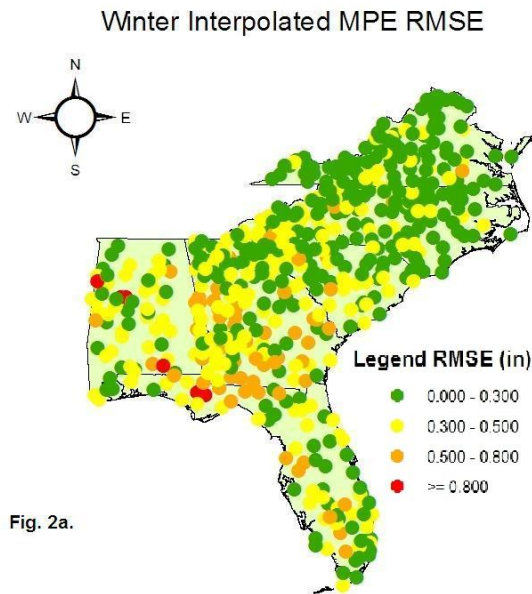 Winter Interpolated MPE RMSE
N
W E
S
Legend RMSE (in)
0.000 - 0.300
0.300 - 0.500
0.500 - 0.800
>= 0.800
Fig. 2a.